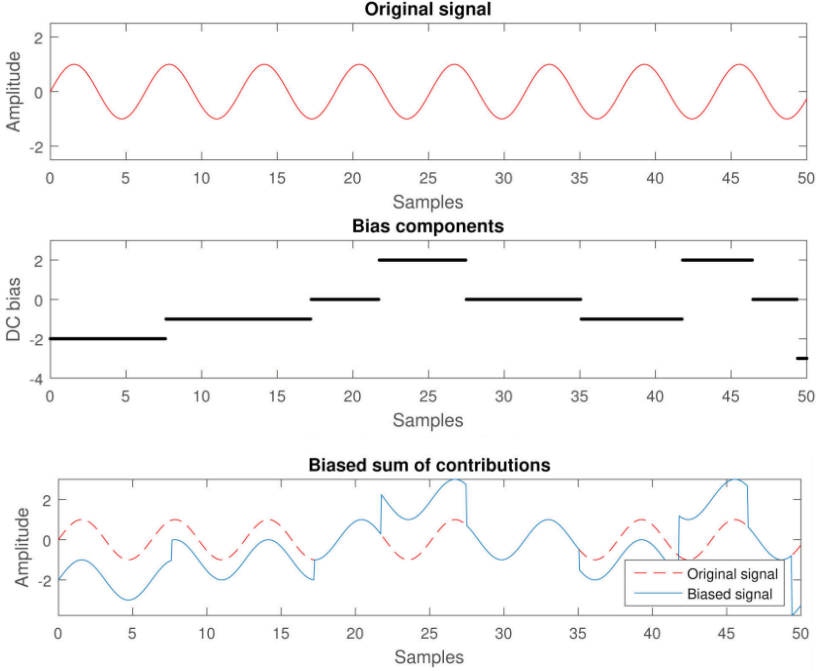 Original signal
2
0
-2
Amplitude
0 5 10 15 20 25 30 35 40 45 50
Samples
Bias components
2
0
-2
-4
DC bias
0 5 10 15 20 25 30 35 40 45 50
Samples
Biased sum of contributions
2
0
-2
Amplitude
Original signal
Biased signal
0 5 10 15 20 25 30 35 40 45 50
Samples